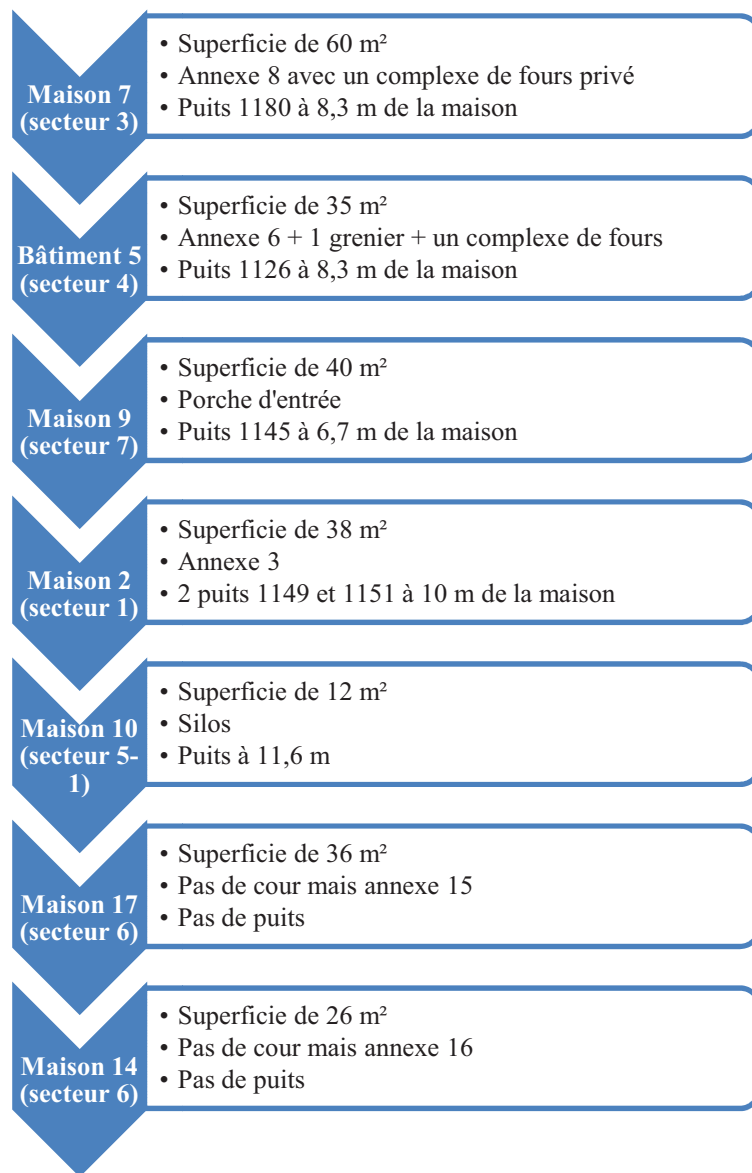 Maison 7
(secteur 3)
• Superficie de 60 m²
• Annexe 8 avec un complexe de fours privé
• Puits 1180 à 8,3 m de la maison
Bâtiment 5
(secteur 4)
• Superficie de 35 m²
• Annexe 6 + 1 grenier + un complexe de fours
• Puits 1126 à 8,3 m de la maison
Maison 9
(secteur 7)
• Superficie de 40 m²
• Porche d'entrée
• Puits 1145 à 6,7 m de la maison
Maison 2
(secteur 1)
• Superficie de 38 m²
• Annexe 3
• 2 puits 1149 et 1151 à 10 m de la maison
Maison 10
(secteur 5-
1)
• Superficie de 12 m²
• Silos
• Puits à 11,6 m
Maison 17
(secteur 6)
• Superficie de 36 m²
• Pas de cour mais annexe 15
• Pas de puits
Maison 14
(secteur 6)
• Superficie de 26 m²
• Pas de cour mais annexe 16
• Pas de puits